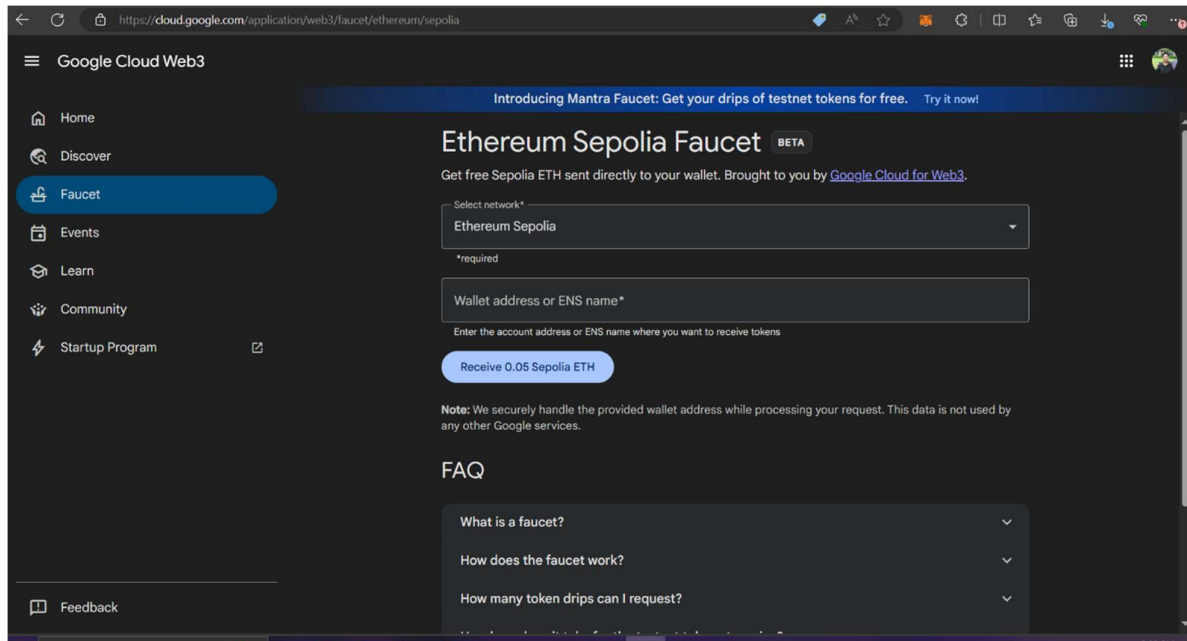 https://cloud.google.com/application/web3/faucet/ethereum/sepolia
Google Cloud Web3
Introducing Mantra Faucet: Get your drips of testnet tokens for free. Try it now!
Home
Discover
Faucet
Events
Learn
Community
Startup Program
Feedback
Ethereum Sepolia Faucet BETA
Get free Sepolia ETH sent directly to your wallet. Brought to you by Google Cloud for Web3.
Select network*
Ethereum Sepolia
*required
Wallet address or ENS name*
Enter the account address or ENS name where you want to receive tokens
Receive 0.05 Sepolia ETH
Note: We securely handle the provided wallet address while processing your request. This data is not used by
any other Google services.
FAQ
What is a faucet?
How does the faucet work?
How many token drips can I request?